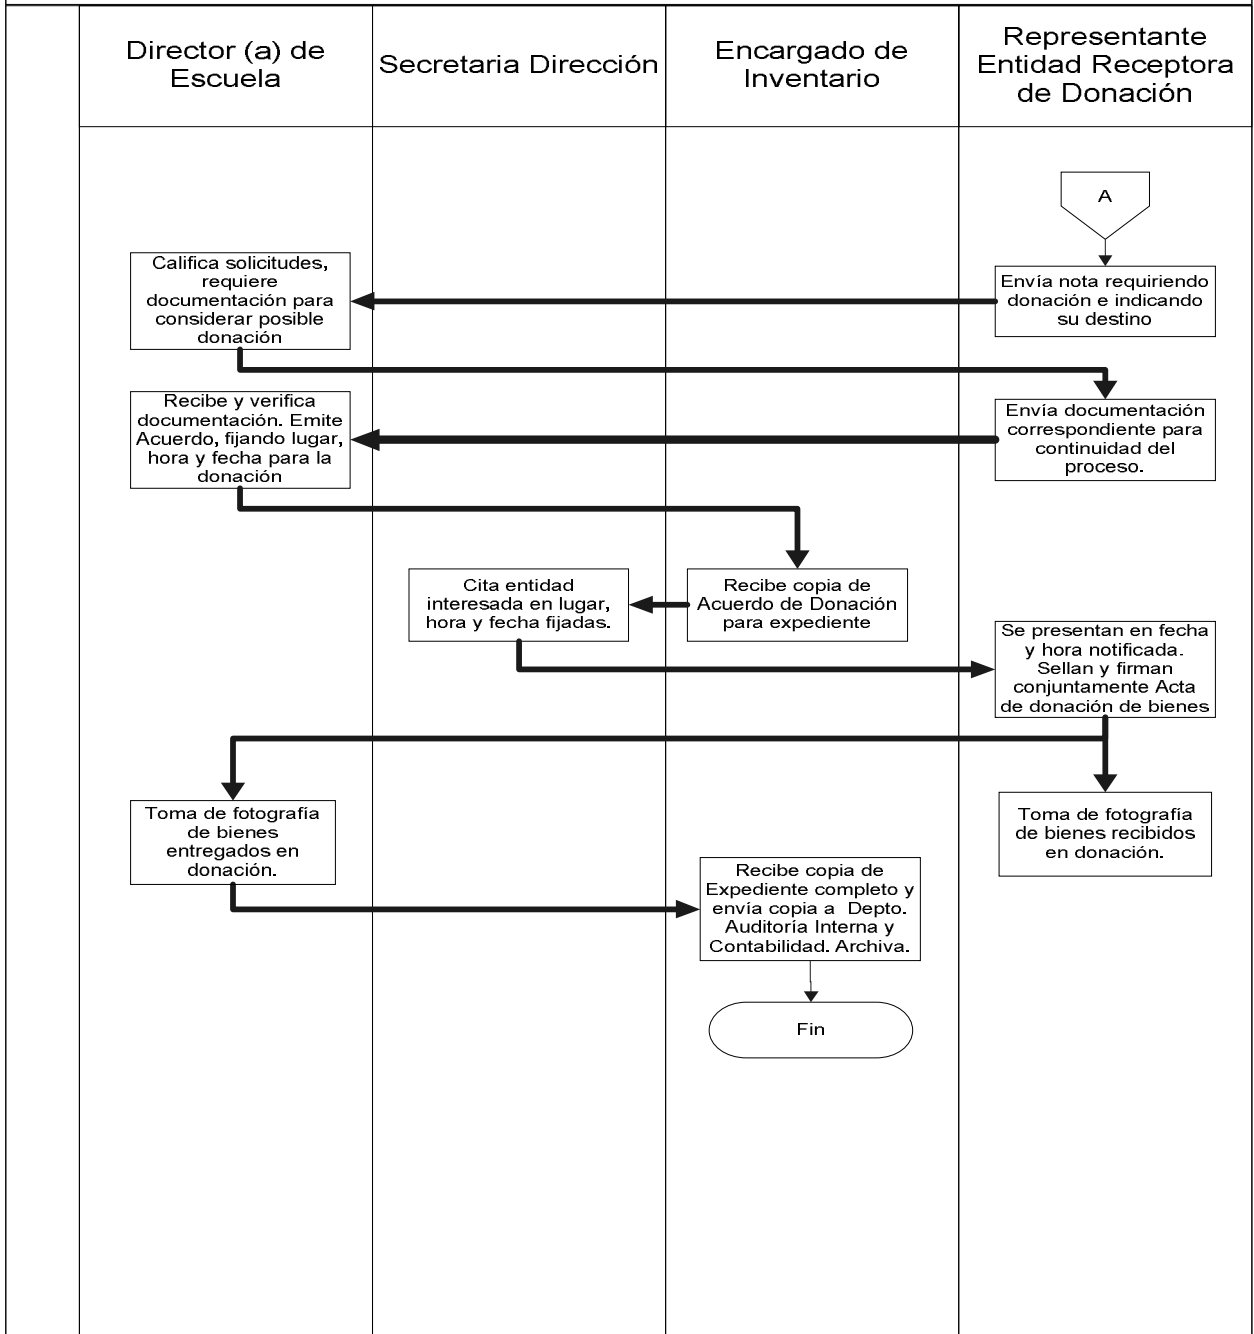 Director (a) de
Escuela
Secretaria Dirección
Encargado de
Inventario
Representante
Entidad Receptora
de Donación
A
Envía nota requiriendo
donación e indicando
su destino
Califica solicitudes,
requiere
documentación para
considerar posible
donación
Envía documentación
correspondiente para
continuidad del
proceso.
Recibe y verifica
documentación. Emite
Acuerdo, fijando lugar,
hora y fecha para la
donación
Recibe copia de
Acuerdo de Donación
para expediente
Cita entidad
interesada en lugar,
hora y fecha fijadas.
Se presentan en fecha
y hora notificada.
Sellan y firman
conjuntamente Acta
de donación de bienes
Toma de fotografía
de bienes
entregados en
donación.
Toma de fotografía
de bienes recibidos
en donación.
Recibe copia de
Expediente completo y
envía copia a Depto.
Auditoría Interna y
Contabilidad. Archiva.
Fin